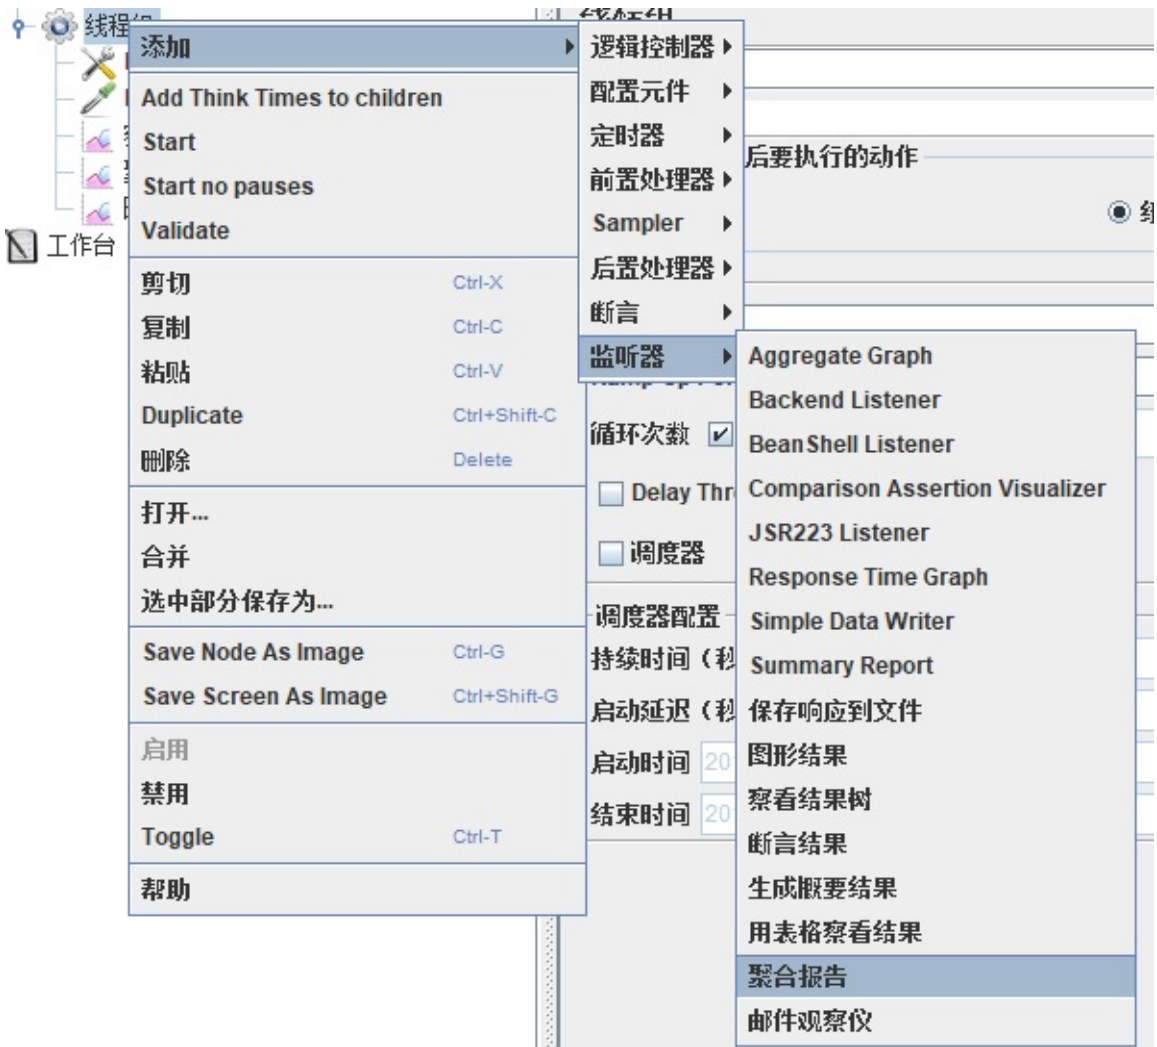 线程组
添加
Add Think Times to children
Start
Start no pauses
Validate
剪切 Ctrl-X
复制 Ctrl-C
粘贴 Ctrl-V
Duplicate Ctrl+Shift-C
删除 Delete
打开...
合并
选中部分保存为...
Save Node As Image Ctrl-G
Save Screen As Image Ctrl+Shift-G
启用
禁用
Toggle Ctrl-T
帮助
工作台
线程组
逻辑控制器
配置元件
定时器
前置处理器
Sampler
后置处理器
断言
监听器
后要执行的动作
循环次数
Delay
调度器
调度器配置
持续时间（秒
启动延迟（秒
启动时间 20
结束时间 20
Aggregate Graph
Backend Listener
BeanShell Listener
Comparison Assertion Visualizer
JSR223 Listener
Response Time Graph
Simple Data Writer
Summary Report
保存响应到文件
图形结果
察看结果树
断言结果
生成概要结果
用表格察看结果
聚合报告
邮件观察仪